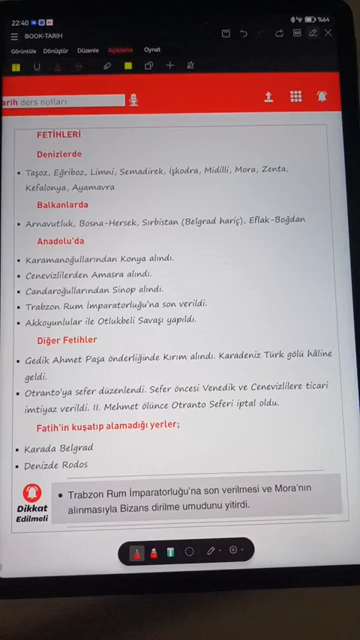 22:40
%64
BOOK-TARIH
Görüntüle Dönüştür Düzenle Açıklama Oynat
arih ders notları
FETİHLERİ
Denizlerde
• Taşoz, Eğriboz, Limni, Semadirek, İşkodra, Midilli, Mora, Zenta,
Kefalonya, Ayamavra
Balkanlarda
• Arnavutluk, Bosna-Hersek, Sırbistan (Belgrad hariç), Eflak-Boğdan
Anadolu'da
• Karamanoğullarından Konya alındı.
• Cenevizlilerden Amasra alındı.
• Candaroğullarından Sinop alındı.
• Trabzon Rum İmparatorluğu'na son verildi.
• Akkoyunlular ile Otlukbeli Savaşı yapıldı.
Diğer Fetihler
• Gedik Ahmet Paşa önderliğinde Kırım alındı. Karadeniz Türk gölü hâline
geldi.
• Otranto'ya sefer düzenlendi. Sefer öncesi Venedik ve Cenevizlilere ticari
imtiyaz verildi. II. Mehmet ölünce Otranto Seferi iptal oldu.
Fatih'in kuşatıp alamadığı yerler;
• Karada Belgrad
• Denizde Rodos
Dikkat
Edilmeli
• Trabzon Rum İmparatorluğu'na son verilmesi ve Mora'nın
alınmasıyla Bizans dirilme umudunu yitirdi.